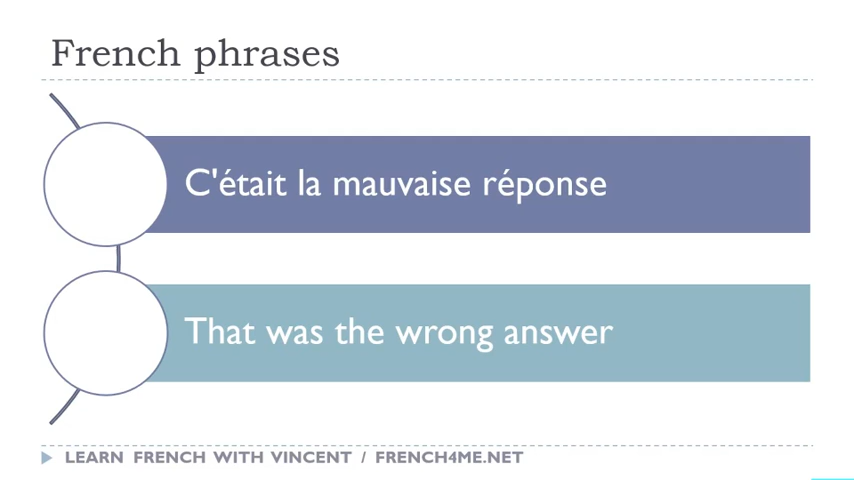 French phrases
C'était la mauvaise réponse
That was the wrong answer
LEARN FRENCH WITH VINCENT / FRENCH4ME.NET